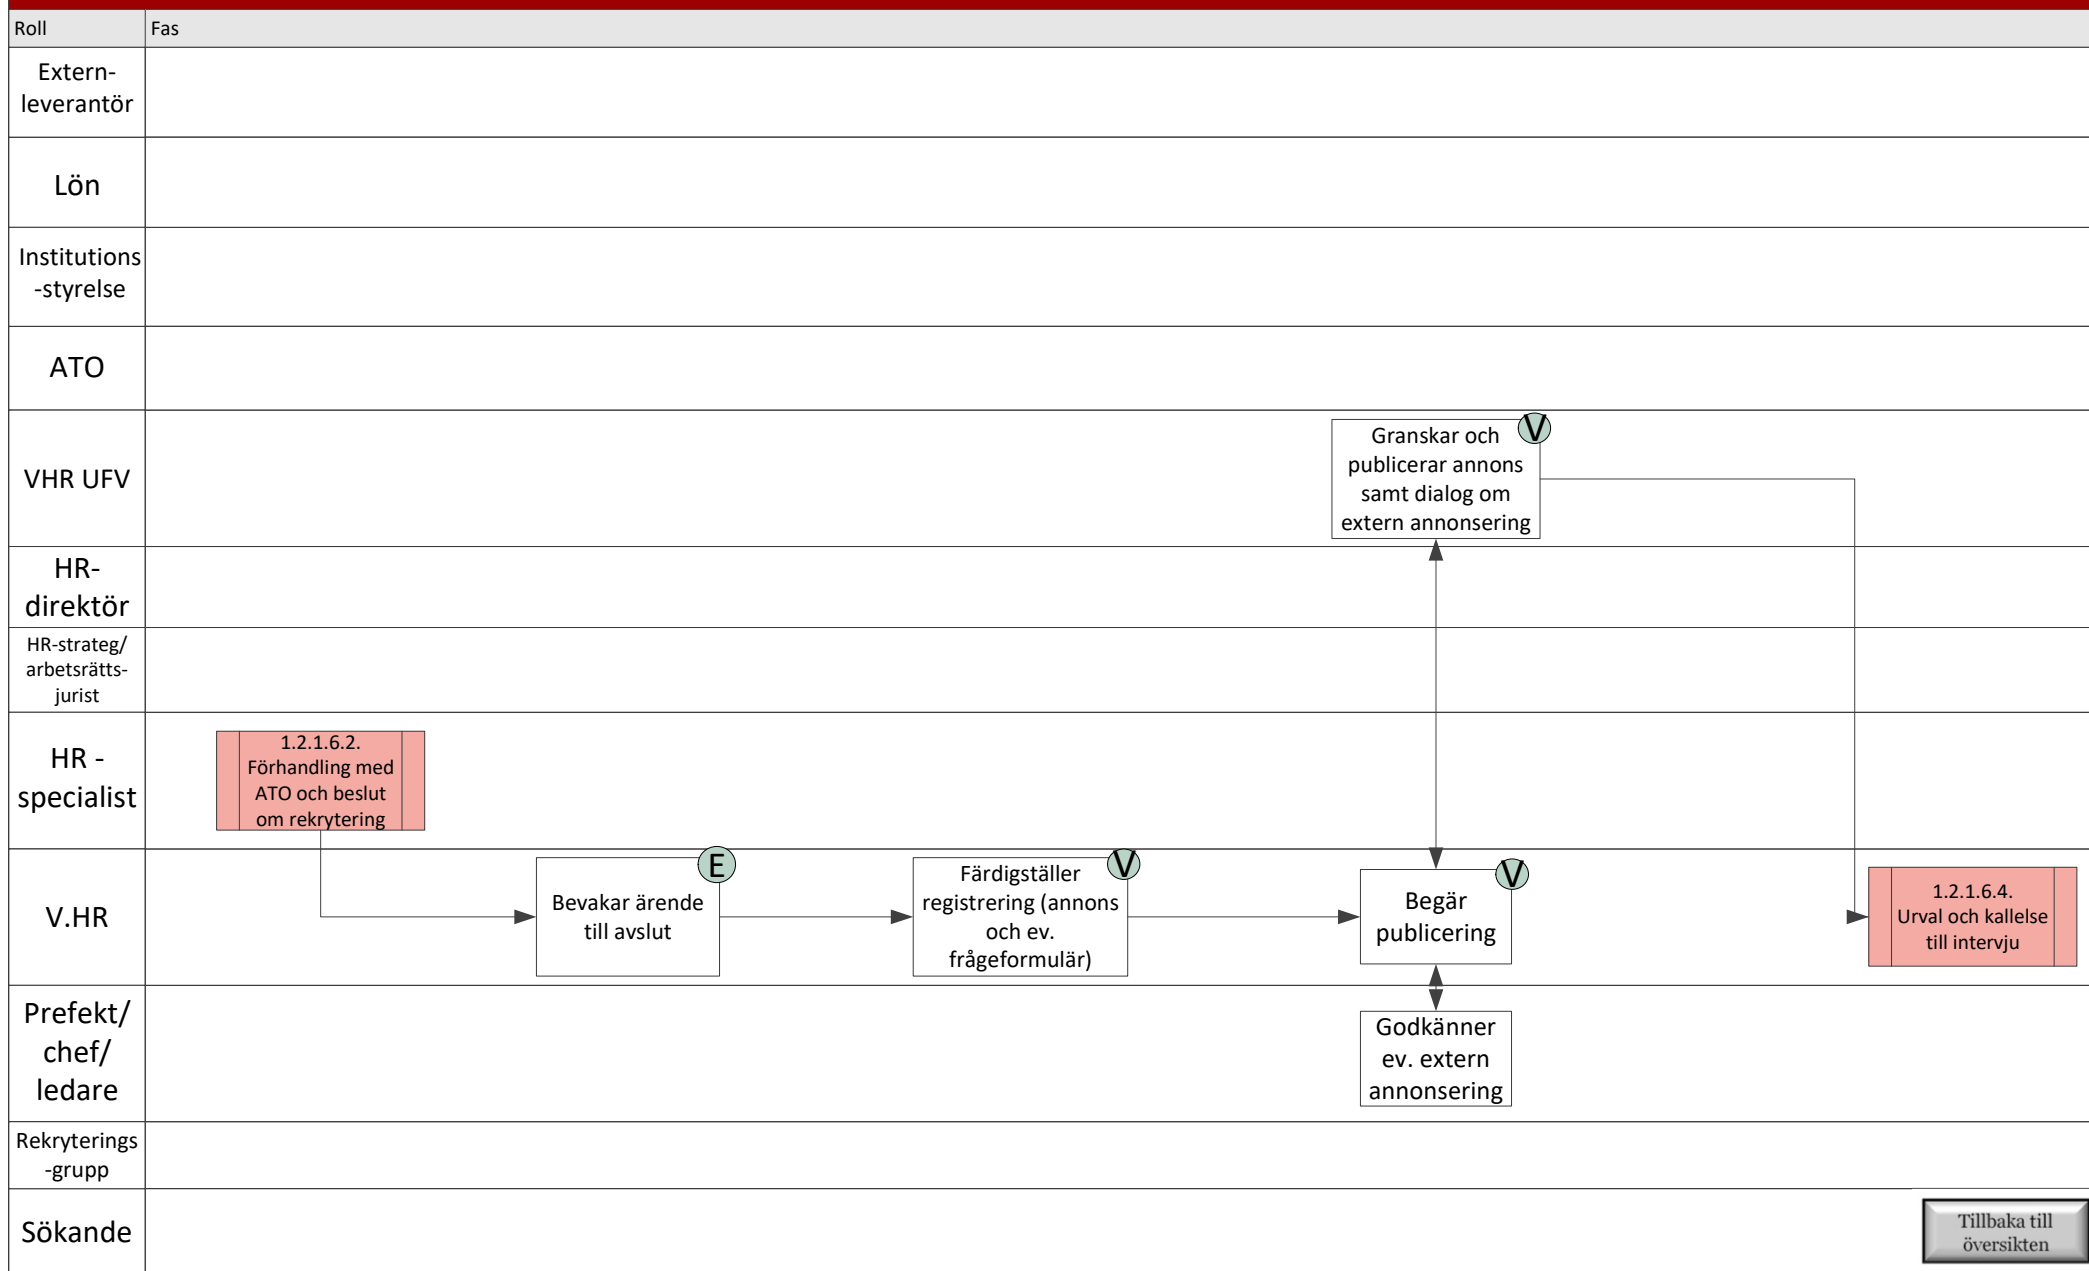 Roll
Fas
Extern-
leverantör
Lön
Institutions
-styrelse
ATO
VHR UFV
Granskar och
publicerar annons
samt dialog om
extern annonsering
V
HR-
direktör
HR-strateg/
arbetsrätts-
jurist
HR -
specialist
1.2.1.6.2.
Förhandling med
ATO och beslut
om rekrytering
V.HR
Bevakar ärende
till avslut
E
Färdigställer
registrering (annons
och ev.
frågeformulär)
V
Begär
publicering
V
1.2.1.6.4.
Urval och kallelse
till intervju
Prefekt/
chef/
ledare
Godkänner
ev. extern
annonsering
Rekryterings
-grupp
Sökande
Tillbaka till
översikten